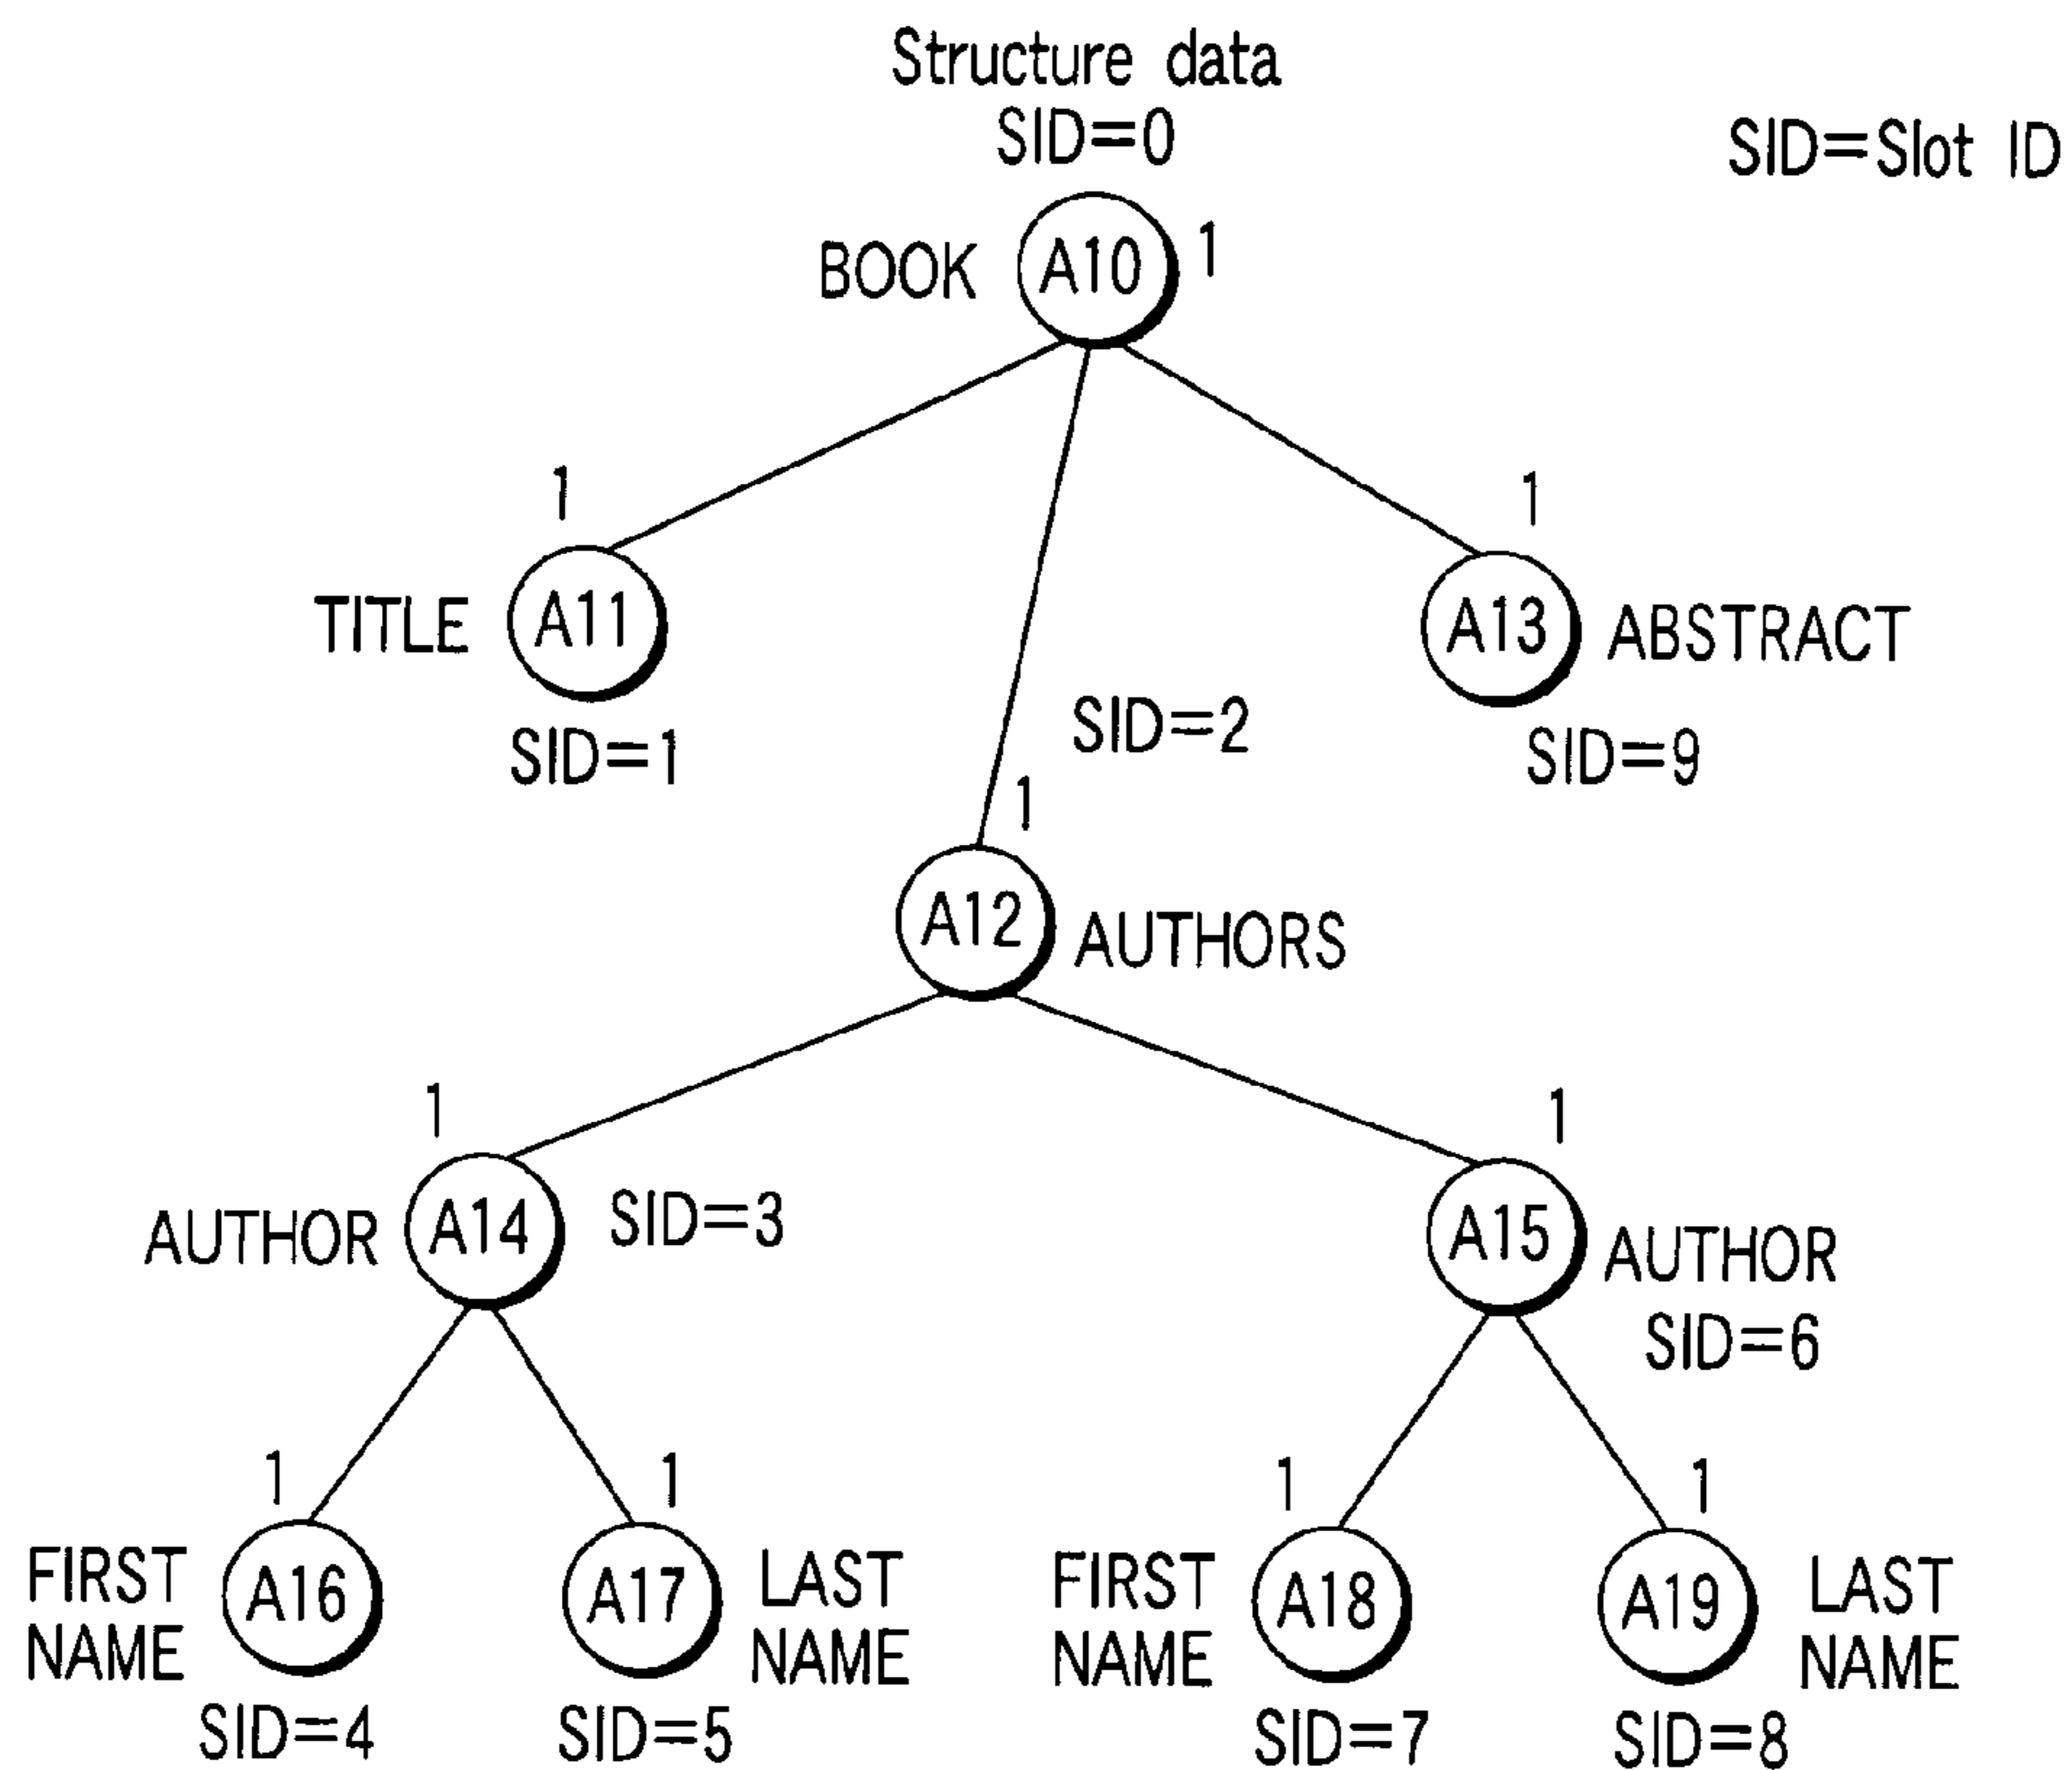 Structure data
SID=0
SID=Slot ID
BOOK A10 1
1
1
TITLE A11
A13 ABSTRACT
SID=1
SID=2
SID=9
1
A12 AUTHORS
1
1
AUTHOR A14 SID=3
A15 AUTHOR
SID=6
1
1
1
1
FIRST
NAME
A16
A17
LAST
NAME
FIRST
NAME
A18
A19
LAST
NAME
SID=4
SID=5
SID=7
SID=8